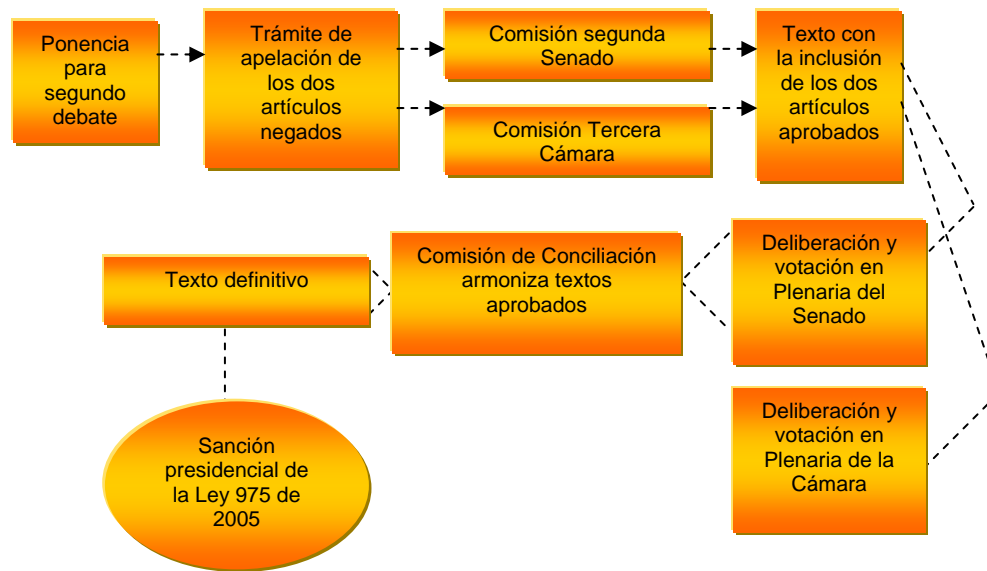 Ponencia
para
segundo
debate
Trámite de
apelación de
los dos
artículos
negados
Comisión segunda
Senado
Comisión Tercera
Cámara
Texto con
la inclusión
de los dos
artículos
aprobados
Deliberación y
votación en
Plenaria del
Senado
Deliberación y
votación en
Plenaria de la
Cámara
Comisión de Conciliación
armoniza textos
aprobados
Texto definitivo
Sanción
presidencial de
la Ley 975 de
2005